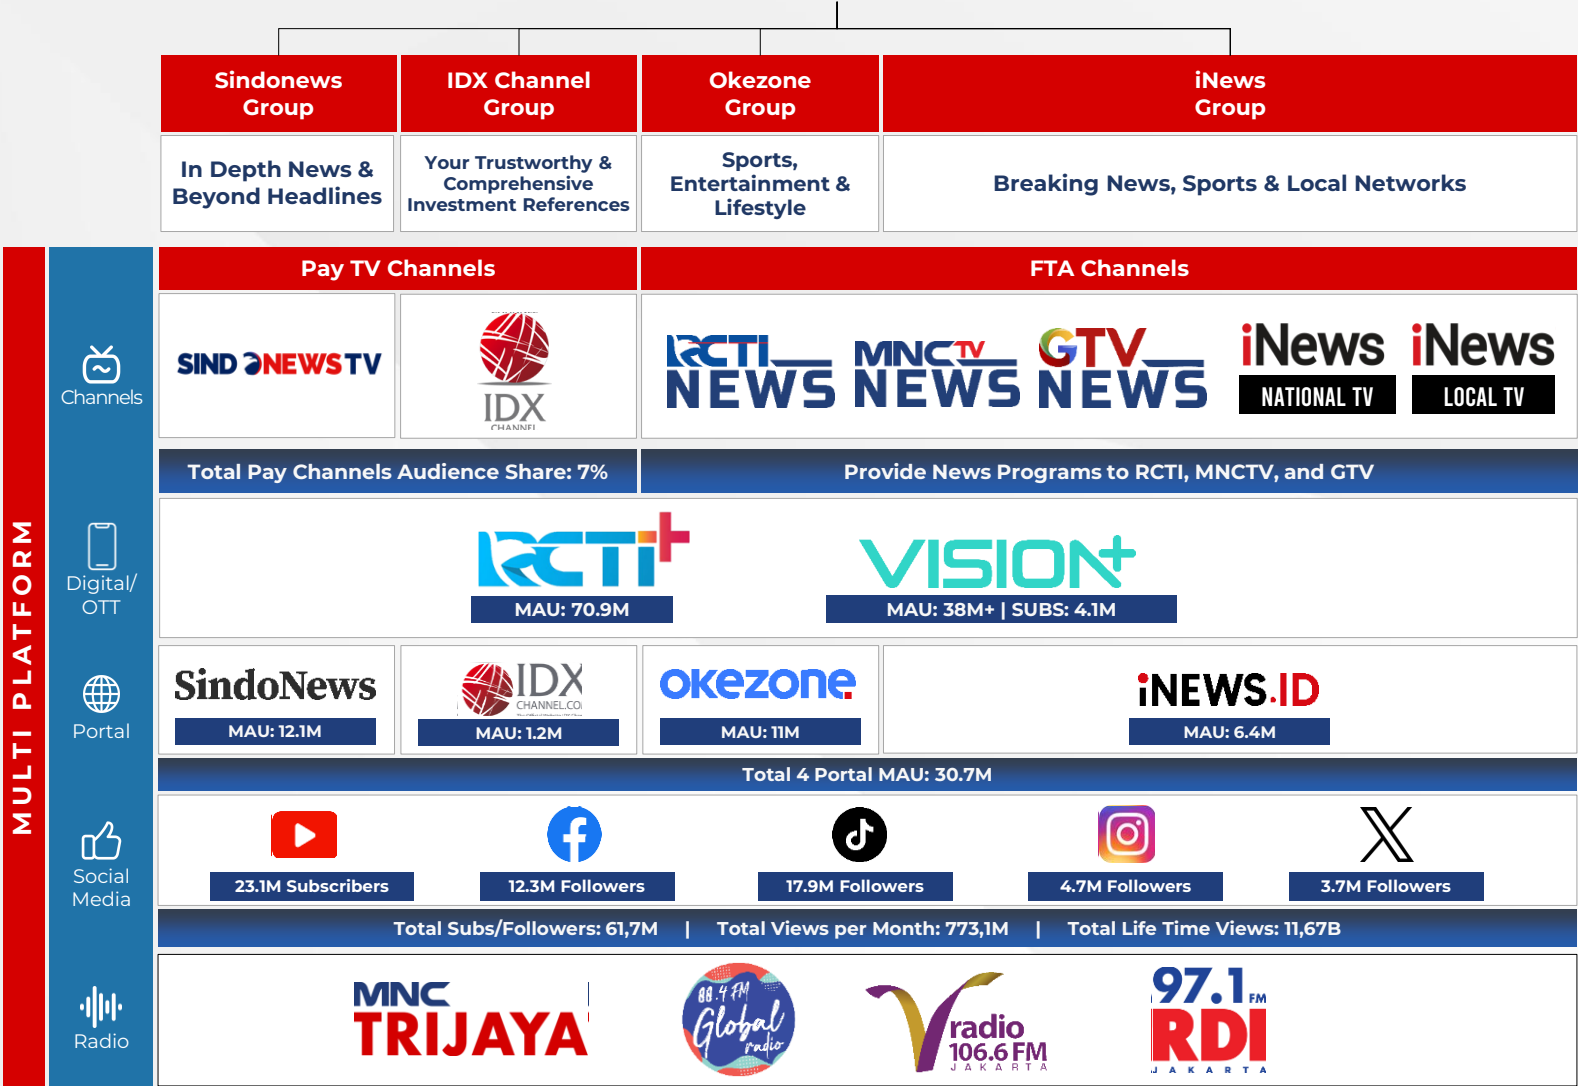 Sindonews
Group
IDX Channel
Group
Okezone
Group
iNews
Group
In Depth News &
Beyond Headlines
Your Trustworthy &
Comprehensive
Investment References
Sports,
Entertainment &
Lifestyle
Breaking News, Sports & Local Networks
MULTI PLATFORM
Pay TV Channels
FTA Channels
Channels
SINDONEWS TV
IDX
CHANNEL
RCTI
NEWS
MNCTV
NEWS
GTV
NEWS
iNews
NATIONAL TV
iNews
LOCAL TV
Total Pay Channels Audience Share: 7%
Provide News Programs to RCTI, MNCTV, and GTV
Digital/
OTT
RCTI+
MAU: 70.9M
VISION+
MAU: 38M+ | SUBS: 4.1M
Portal
SindoNews
MAU: 12.1M
IDX
CHANNEL.CO
MAU: 1.2M
okezone
MAU: 11M
iNEWS.ID
MAU: 6.4M
Total 4 Portal MAU: 30.7M
Social
Media
23.1M Subscribers
12.3M Followers
17.9M Followers
4.7M Followers
3.7M Followers
Total Subs/Followers: 61,7M | Total Views per Month: 773,1M | Total Life Time Views: 11,67B
Radio
MNC
TRIJAYA
88.4 FM
Global
radio
V radio
106.6 FM
JAKARTA
97.1 FM
RDI
JAKARTA